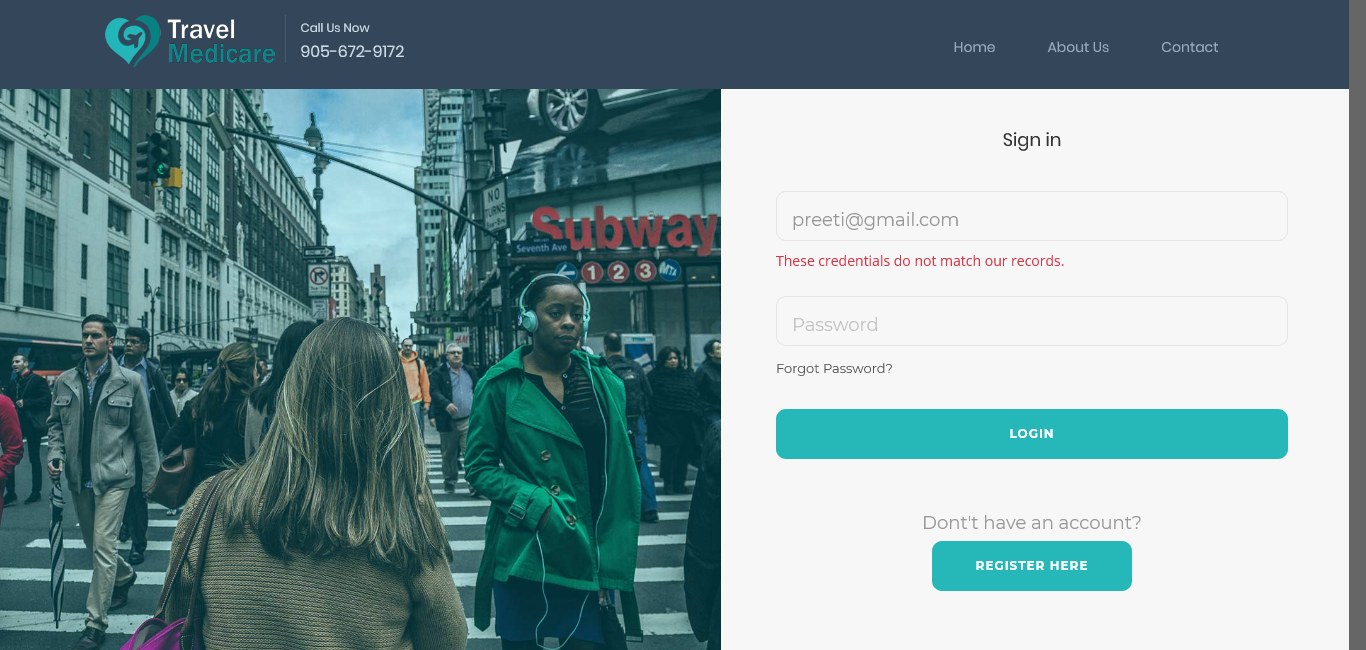 Travel
Medicare
Call Us Now
905-672-9172
Home
About Us
Contact
NO
TURNS
Subway
Seventh Ave
1 2 3 MTA
Sign in
preeti@gmail.com
These credentials do not match our records.
Password
Forgot Password?
LOGIN
Dont't have an account?
REGISTER HERE